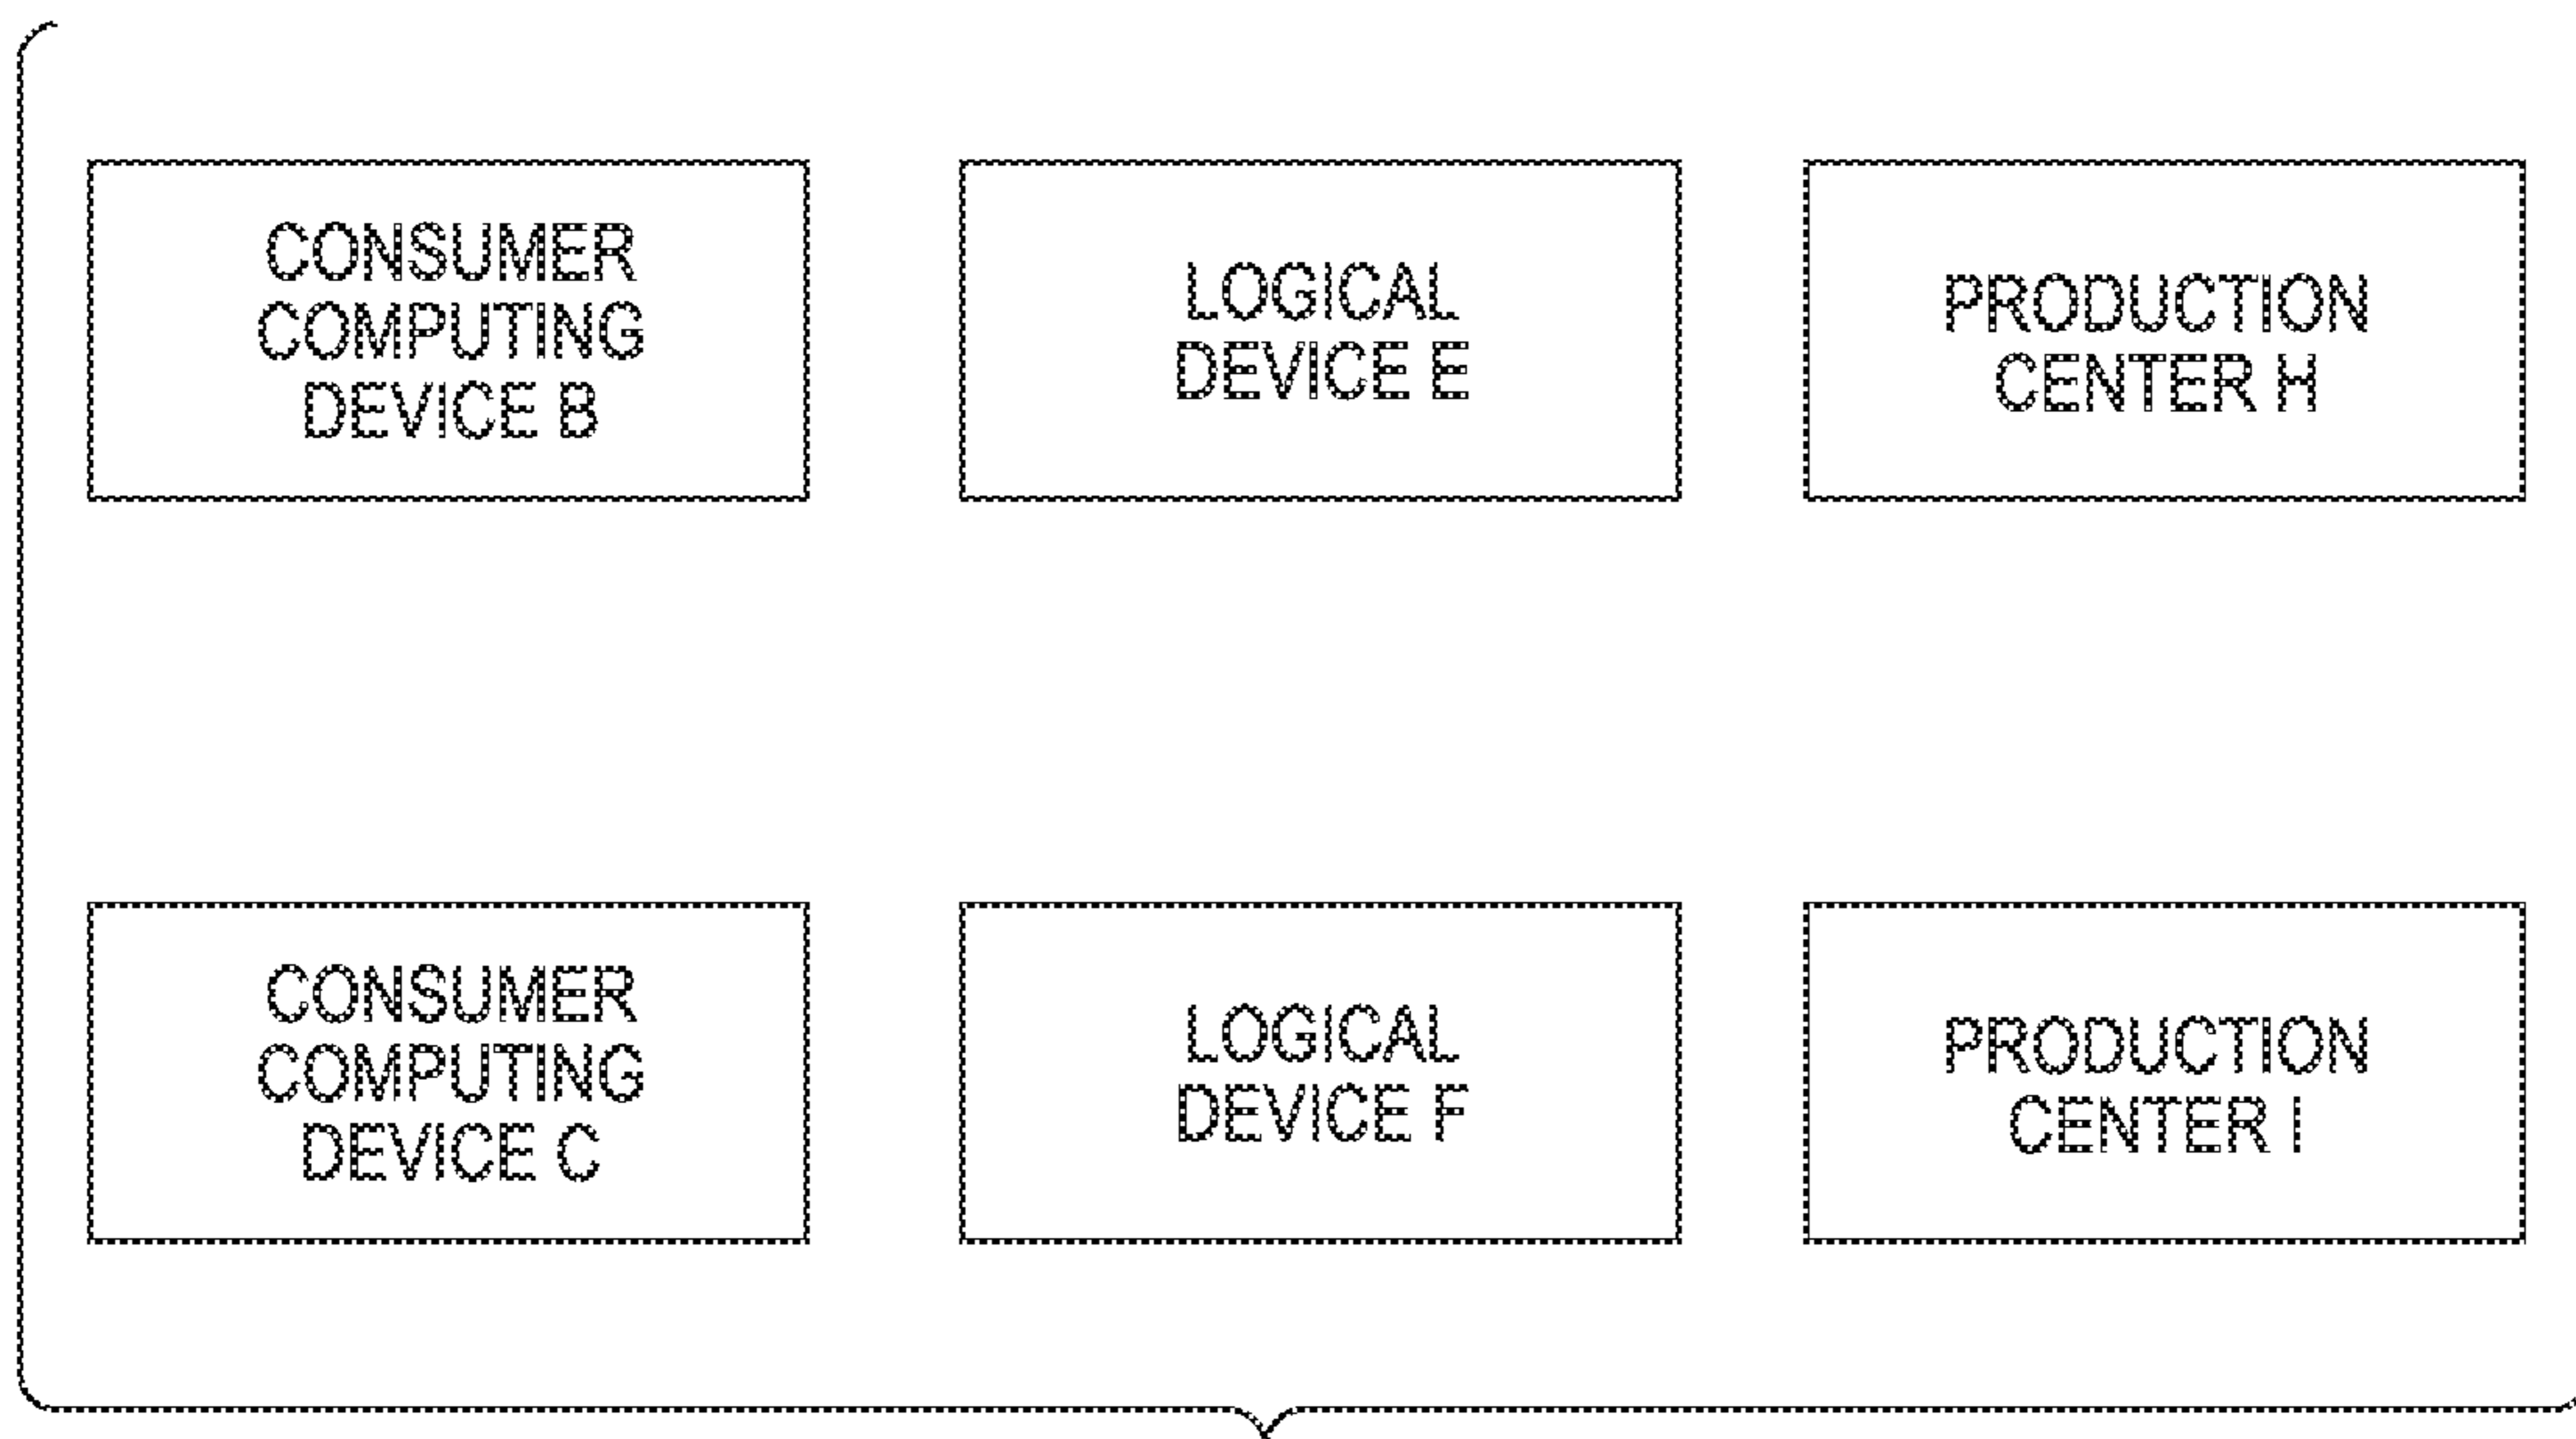 CONSUMER
COMPUTING
DEVICE B
LOGICAL
DEVICE E
PRODUCTION
CENTER H
CONSUMER
COMPUTING
DEVICE C
LOGICAL
DEVICE F
PRODUCTION
CENTER I